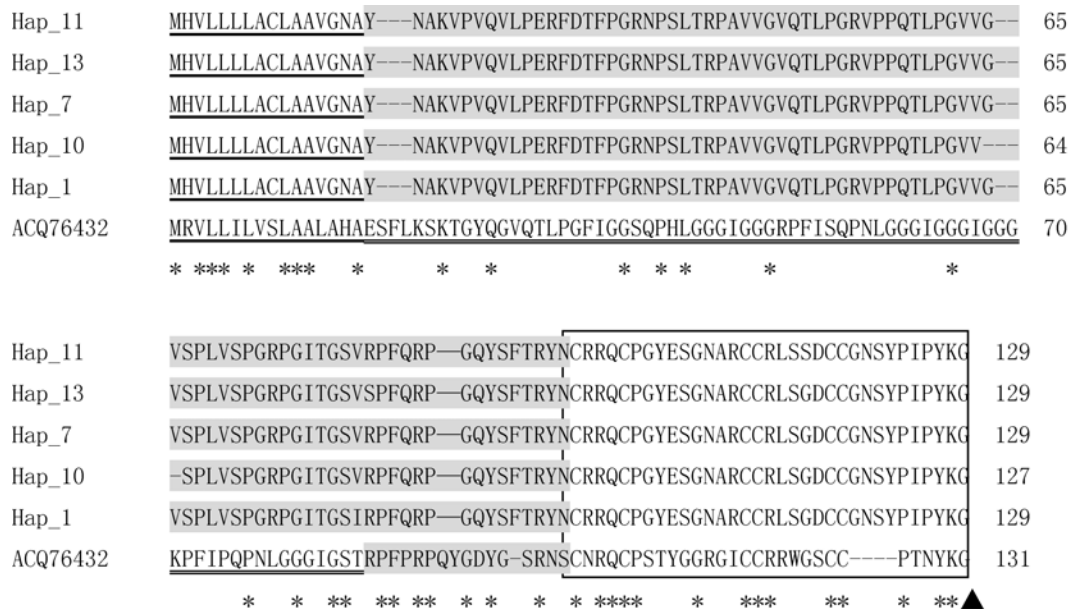 Hap_11 MHVLLLLACLAAVGNAY---NAKVPVQVLPERFDTFPGRNPSLTRPAVVGVQTLPGRVPPQTLPGVVG-- 65
Hap_13 MHVLLLLACLAAVGNAY---NAKVPVQVLPERFDTFPGRNPSLTRPAVVGVQTLPGRVPPQTLPGVVG-- 65
Hap_7 MHVLLLLACLAAVGNAY---NAKVPVQVLPERFDTFPGRNPSLTRPAVVGVQTLPGRVPPQTLPGVVG-- 65
Hap_10 MHVLLLLACLAAVGNAY---NAKVPVQVLPERFDTFPGRNPSLTRPAVVGVQTLPGRVPPQTLPGVV--- 64
Hap_1 MHVLLLLACLAAVGNAY---NAKVPVQVLPERFDTFPGRNPSLTRPAVVGVQTLPGRVPPQTLPGVVG-- 65
ACQ76432 MRVLLILVSLAALAHAESFLKSKTGYQGVQTLPGFIGGSQPHLGGGIGGGRPFISQPNLGGGIGGGIGGG 70
* *** * *** * * * * * * * *
Hap_11 VSPLVSPGRPGITGSVRPFQRP--GQYSFTRYNCRRQCPGYESGNARCCRLSSDCCGNSYPIPYKG 129
Hap_13 VSPLVSPGRPGITGSVSPFQRP--GQYSFTRYNCRRQCPGYESGNARCCRLSGDCCGNSYPIPYKG 129
Hap_7 VSPLVSPGRPGITGSVRPFQRP--GQYSFTRYNCRRQCPGYESGNARCCRLSGDCCGNSYPIPYKG 129
Hap_10 -SPLVSPGRPGITGSVRPFQRP--GQYSFTRYNCRRQCPGYESGNARCCRLSGDCCGNSYPIPYKG 127
Hap_1 VSPLVSPGRPGITGSIRPFQRP--GQYSFTRYNCRRQCPGYESGNARCCRLSGDCCGNSYPIPYKG 129
ACQ76432 KPFIPQPNLGGGIGSTRPFPRPQYGDYG-SRNSCNRQCPSTYGGRGICCRRWGSCC----PTNYKG 131
* * ** ** ** * * * * **** * *** ** * **